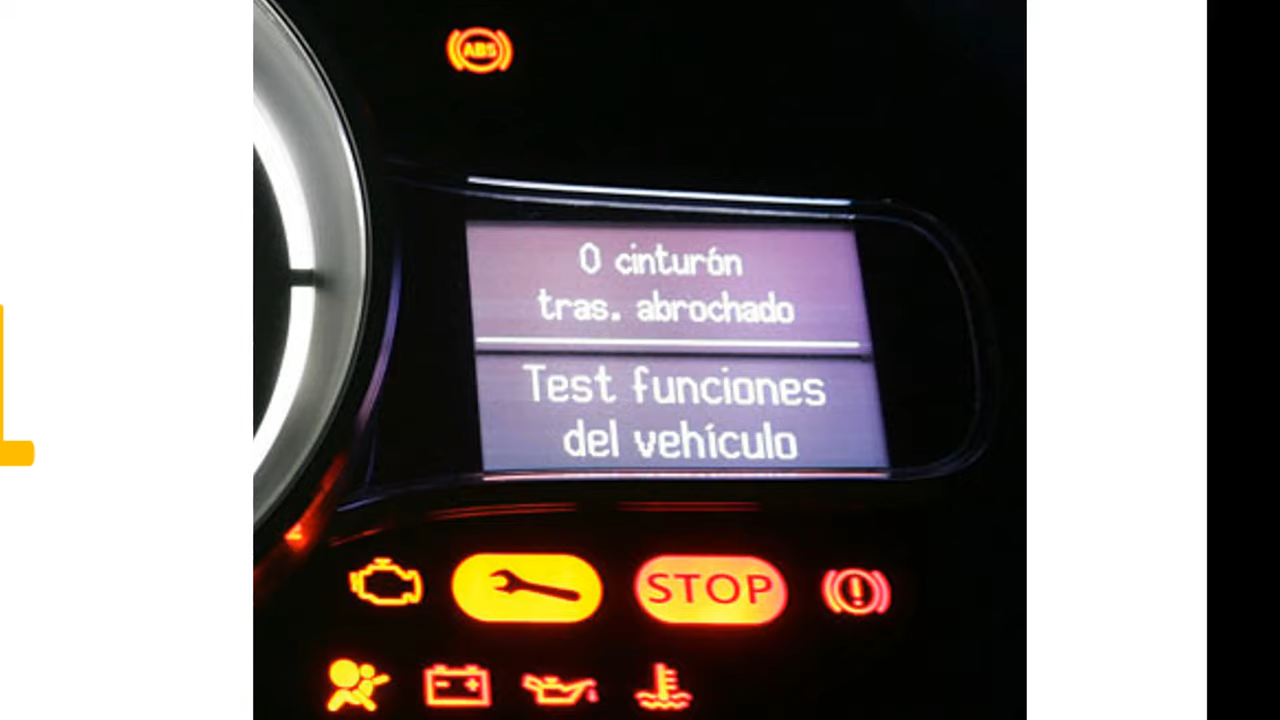 ABS
0 cinturón
tras. abrochado
Test funciones
del vehículo
STOP